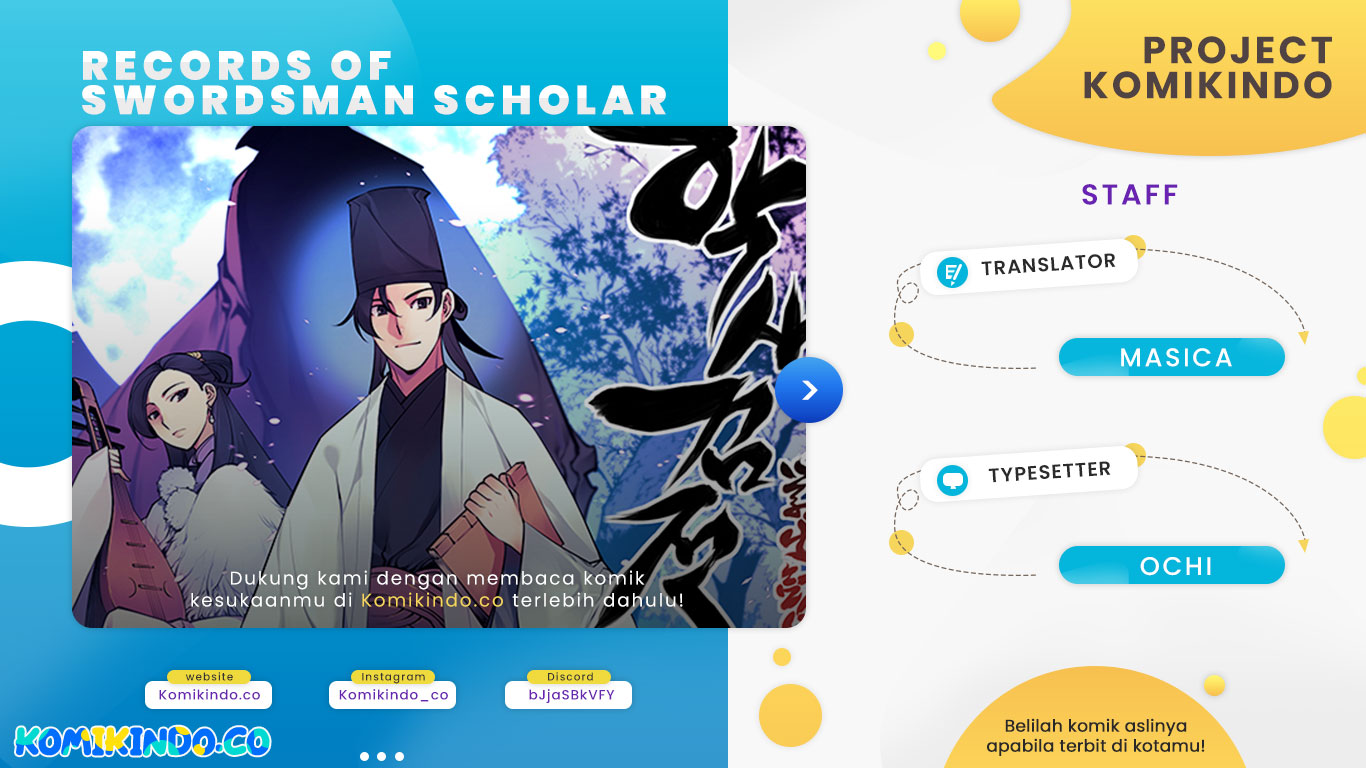 RECORDS OF
SWORDSMAN SCHOLAR
Dukung kami dengan membaca komik
kesukaanmu di Komikindo.co terlebih dahulu!
website
Komikindo.co
Instagram
Komikindo_co
Discord
bJjaSBkVFY
KOMIKINDO.CO
PROJECT
KOMIKINDO
STAFF
TRANSLATOR
MASICA
TYPESETTER
OCHI
Belilah komik aslinya
apabila terbit di kotamu!